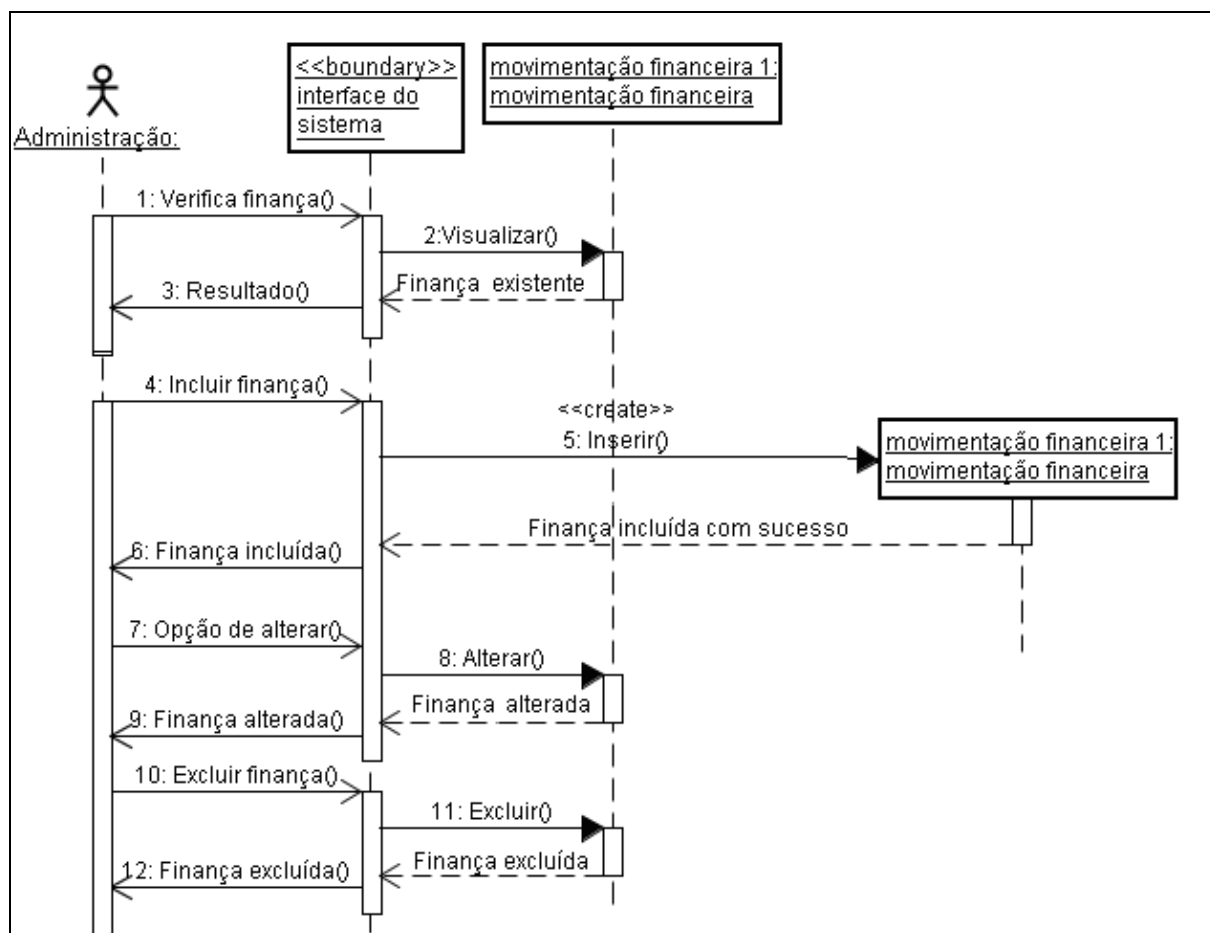 <<boundary>>
interface do
sistema
movimentação financeira 1:
movimentação financeira
Administração:
1: Verifica finança()
2:Visualizar()
Finança existente
3: Resultado()
4: Incluir finança()
<<create>>
5: Inserir()
movimentação financeira 1:
movimentação financeira
Finança incluída com sucesso
6: Finança incluída()
7: Opção de alterar()
8: Alterar()
Finança alterada
9: Finança alterada()
10: Excluir finança()
11: Excluir()
Finança excluída
12: Finança excluída()